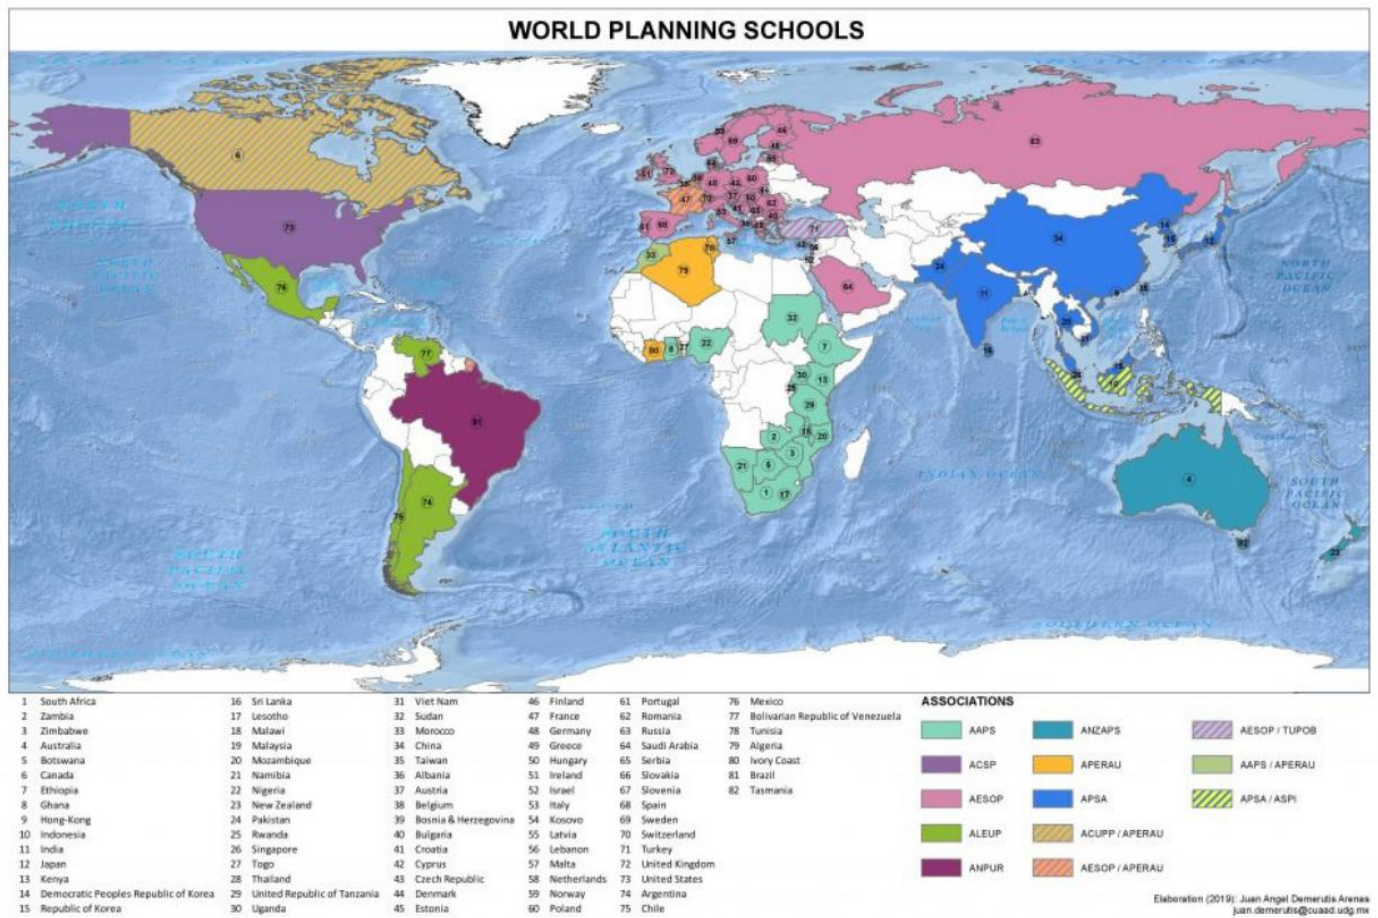 WORLD PLANNING SCHOOLS
NORTH PACIFIC OCEAN
SOUTH PACIFIC OCEAN
SOUTH ATLANTIC OCEAN
INDIAN OCEAN
SOUTH PACIFIC OCEAN
SOUTHERN OCEAN
1 South Africa
2 Zambia
3 Zimbabwe
4 Australia
5 Botswana
6 Canada
7 Ethiopia
8 Ghana
9 Hong-Kong
10 Indonesia
11 India
12 Japan
13 Kenya
14 Democratic Peoples Republic of Korea
15 Republic of Korea
16 Sri Lanka
17 Lesotho
18 Malawi
19 Malaysia
20 Mozambique
21 Namibia
22 Nigeria
23 New Zealand
24 Pakistan
25 Rwanda
26 Singapore
27 Togo
28 Thailand
29 United Republic of Tanzania
30 Uganda
31 Viet Nam
32 Sudan
33 Morocco
34 China
35 Taiwan
36 Albania
37 Austria
38 Belgium
39 Bosnia & Herzegovina
40 Bulgaria
41 Croatia
42 Cyprus
43 Czech Republic
44 Denmark
45 Estonia
46 Finland
47 France
48 Germany
49 Greece
50 Hungary
51 Ireland
52 Israel
53 Italy
54 Kosovo
55 Latvia
56 Lebanon
57 Malta
58 Netherlands
59 Norway
60 Poland
61 Portugal
62 Romania
63 Russia
64 Saudi Arabia
65 Serbia
66 Slovakia
67 Slovenia
68 Spain
69 Sweden
70 Switzerland
71 Turkey
72 United Kingdom
73 United States
74 Argentina
75 Chile
76 Mexico
77 Bolivarian Republic of Venezuela
78 Tunisia
79 Algeria
80 Ivory Coast
81 Brazil
82 Tasmania
ASSOCIATIONS
AAPS
ACSP
AESOP
ALEUP
ANPUR
ANZAPS
APERAU
APSA
ACUPP / APERAU
AESOP / APERAU
AESOP / TUPOB
AAPS / APERAU
APSA / ASPI
Elaboration (2019): Juan Angel Demerutis Arenas
juan.demerutis@cuaad.udg.mx